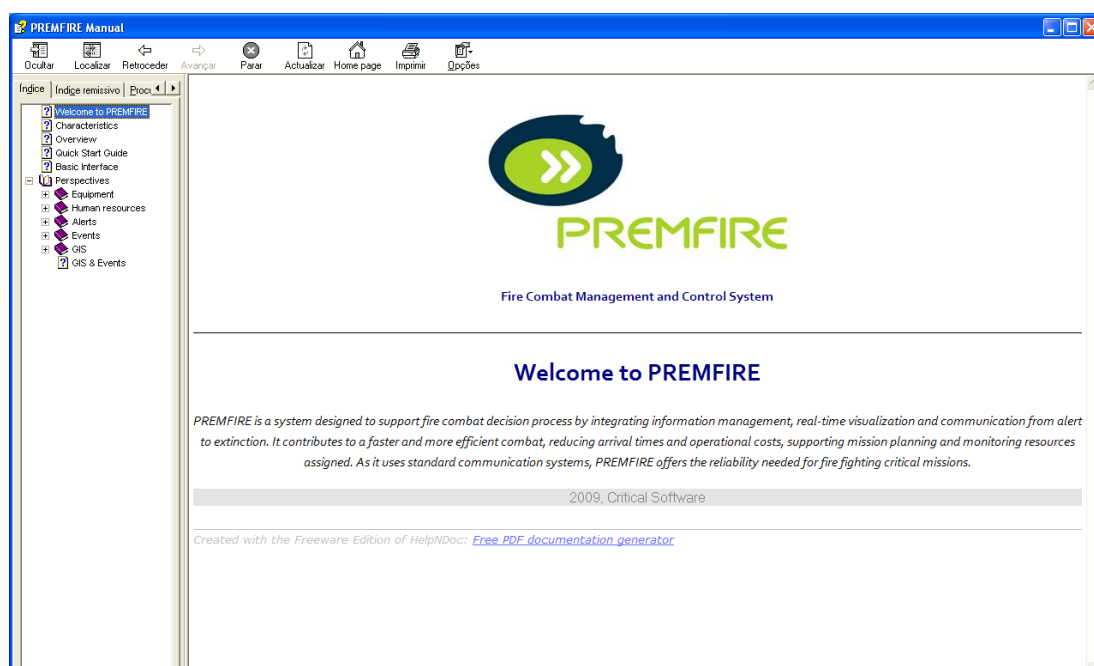 PREMFIRE Manual
Ocultar Localizar Retroceder Avançar Parar Actualizar Home page Imprimir Opções
Índice Índice remissivo Procu
Welcome to PREMFIRE
Characteristics
Overview
Quick Start Guide
Basic Interface
Perspectives
Equipment
Human resources
Alerts
Events
GIS
GIS & Events
PREMFIRE
Fire Combat Management and Control System
Welcome to PREMFIRE
PREMFIRE is a system designed to support fire combat decision process by integrating information management, real-time visualization and communication from alert
to extinction. It contributes to a faster and more efficient combat, reducing arrival times and operational costs, supporting mission planning and monitoring resources
assigned. As it uses standard communication systems, PREMFIRE offers the reliability needed for fire fighting critical missions.
2009, Critical Software
Created with the Freeware Edition of HelpNDoc: Free PDF documentation generator